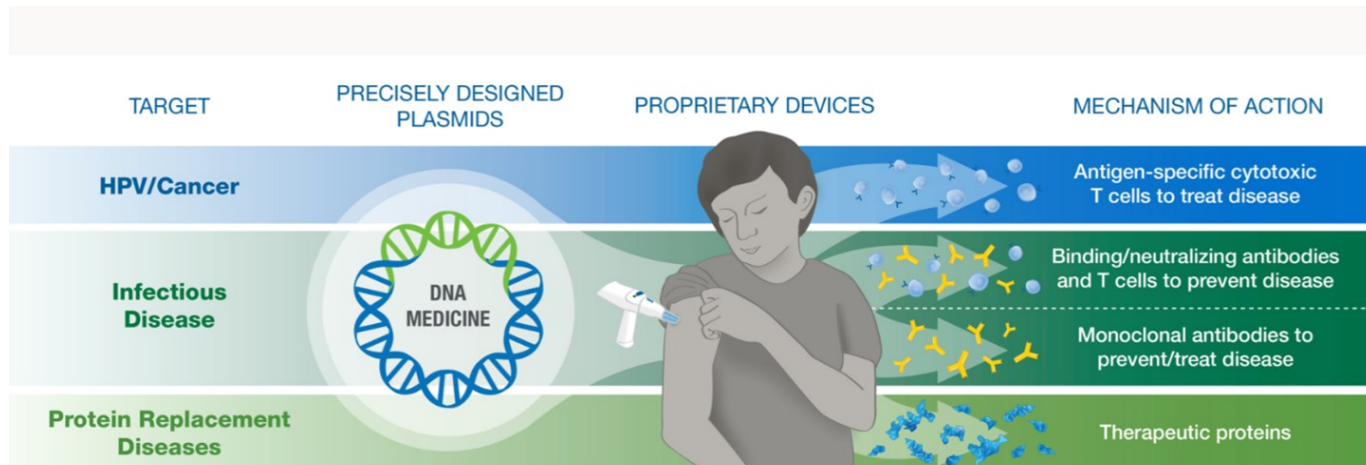 TARGET
PRECISELY DESIGNED
PLASMIDS
PROPRIETARY DEVICES
MECHANISM OF ACTION
HPV/Cancer
Antigen-specific cytotoxic
T cells to treat disease
Infectious
Disease
DNA
MEDICINE
Binding/neutralizing antibodies
and T cells to prevent disease
Monoclonal antibodies to
prevent/treat disease
Protein Replacement
Diseases
Therapeutic proteins